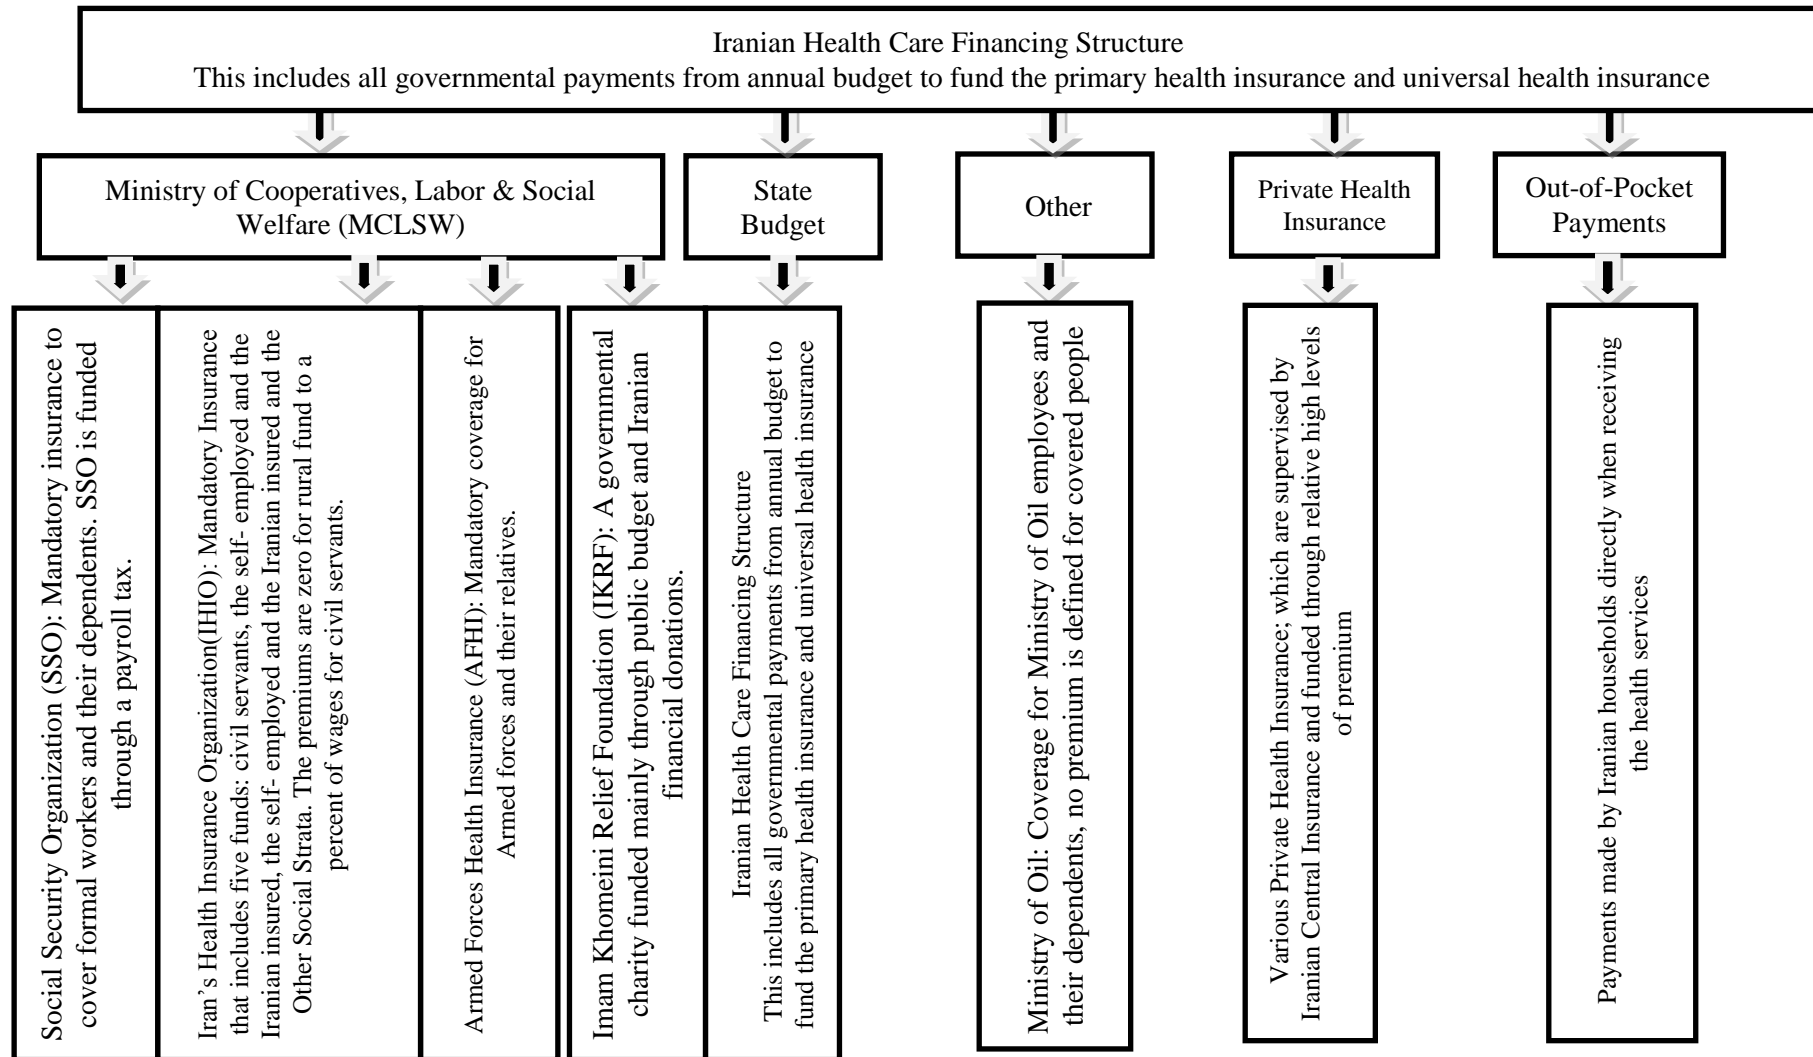 Iranian Health Care Financing Structure
This includes all governmental payments from annual budget to fund the primary health insurance and universal health insurance
Ministry of Cooperatives, Labor & Social
Welfare (MCLSW)
State
Budget
Other
Private Health
Insurance
Out-of-Pocket
Payments
Social Security Organization (SSO): Mandatory insurance to
cover formal workers and their dependents. SSO is funded
through a payroll tax.
Iran's Health Insurance Organization(IHIO): Mandatory Insurance
that includes five funds: civil servants, the self- employed and the
Iranian insured, the self- employed and the Iranian insured and the
Other Social Strata. The premiums are zero for rural fund to a
percent of wages for civil servants.
Armed Forces Health Insurance (AFHI): Mandatory coverage for
Armed forces and their relatives.
Imam Khomeini Relief Foundation (IKRF): A governmental
charity funded mainly through public budget and Iranian
financial donations.
Iranian Health Care Financing Structure
This includes all governmental payments from annual budget to
fund the primary health insurance and universal health insurance
Ministry of Oil: Coverage for Ministry of Oil employees and
their dependents, no premium is defined for covered people
Various Private Health Insurance; which are supervised by
Iranian Central Insurance and funded through relative high levels
of premium
Payments made by Iranian households directly when receiving
the health services